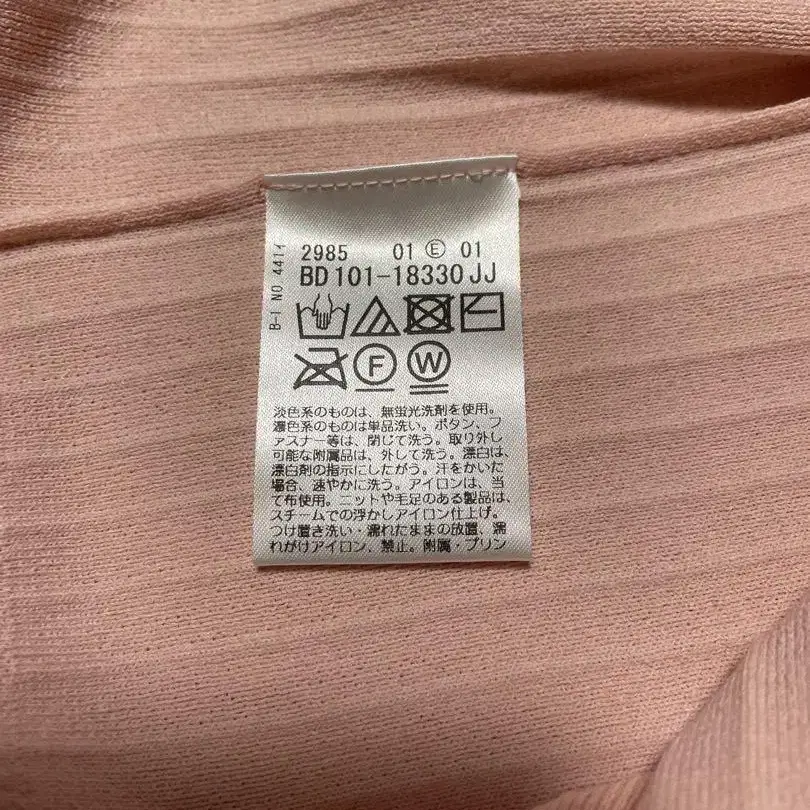 2985 01 Ⓔ 01
BD 101-18330 JJ
B-I NO 4414
F W
淡色系のものは、無蛍光洗剤を使用。
濃色系のものは単品洗い。ボタン、フ
ァスナー等は、閉じて洗う。取り外し
可能な附属品は、外して洗う。漂白は、
漂白剤の指示にしたがう。汗をかいた
場合、速やかに洗う。アイロンは、当
て布使用。ニットや毛足のある製品は、
スチームでの浮かしアイロン仕上げ。
つけ置き洗い・濡れたままの放置、濡
れがけアイロン、禁止。附属・プリン